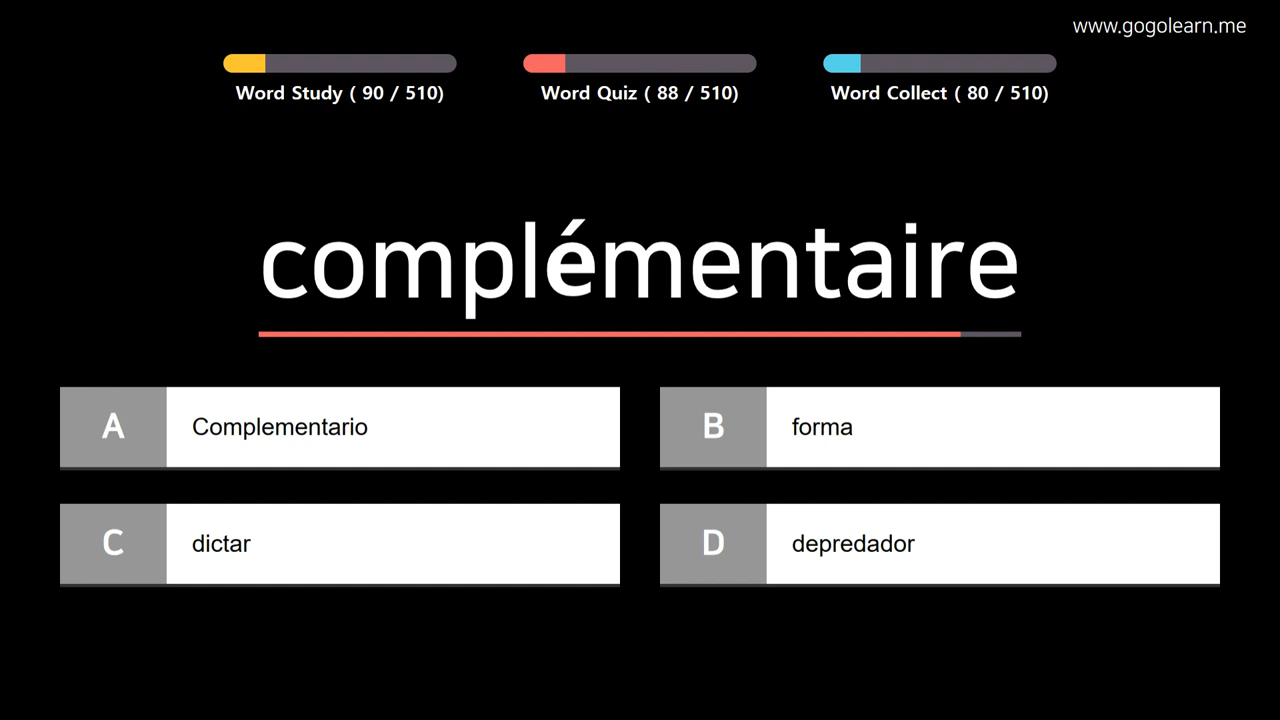 www.gogolearn.me
Word Study ( 90 / 510)
Word Quiz ( 88 / 510)
Word Collect ( 80 / 510)
complémentaire
A Complementario
B forma
C dictar
D depredador